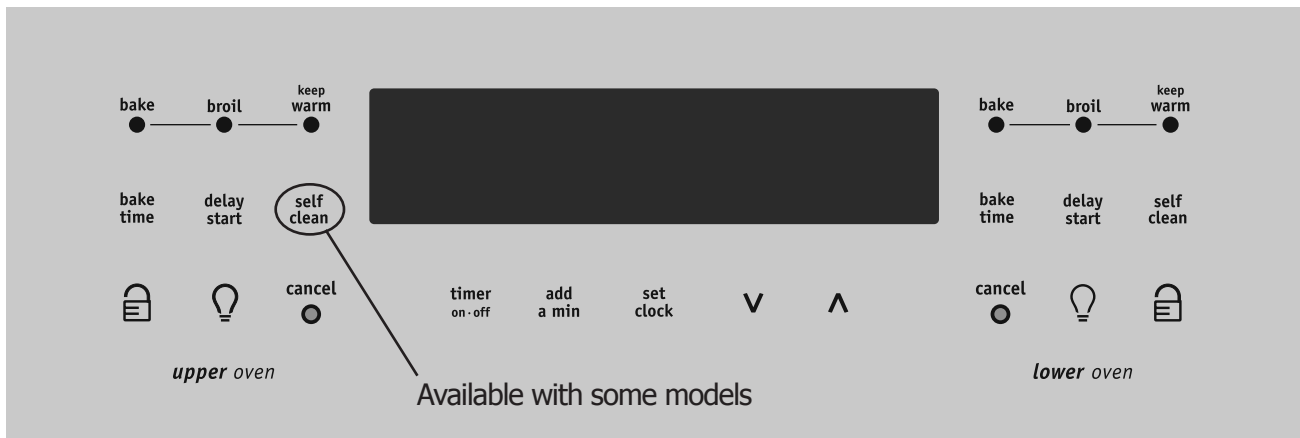 keep
bake broil warm
bake time
delay start
self clean
cancel
upper oven
timer
on·off
add
a min
set
clock
Available with some models
keep
bake broil warm
bake time
delay start
self clean
cancel
lower oven